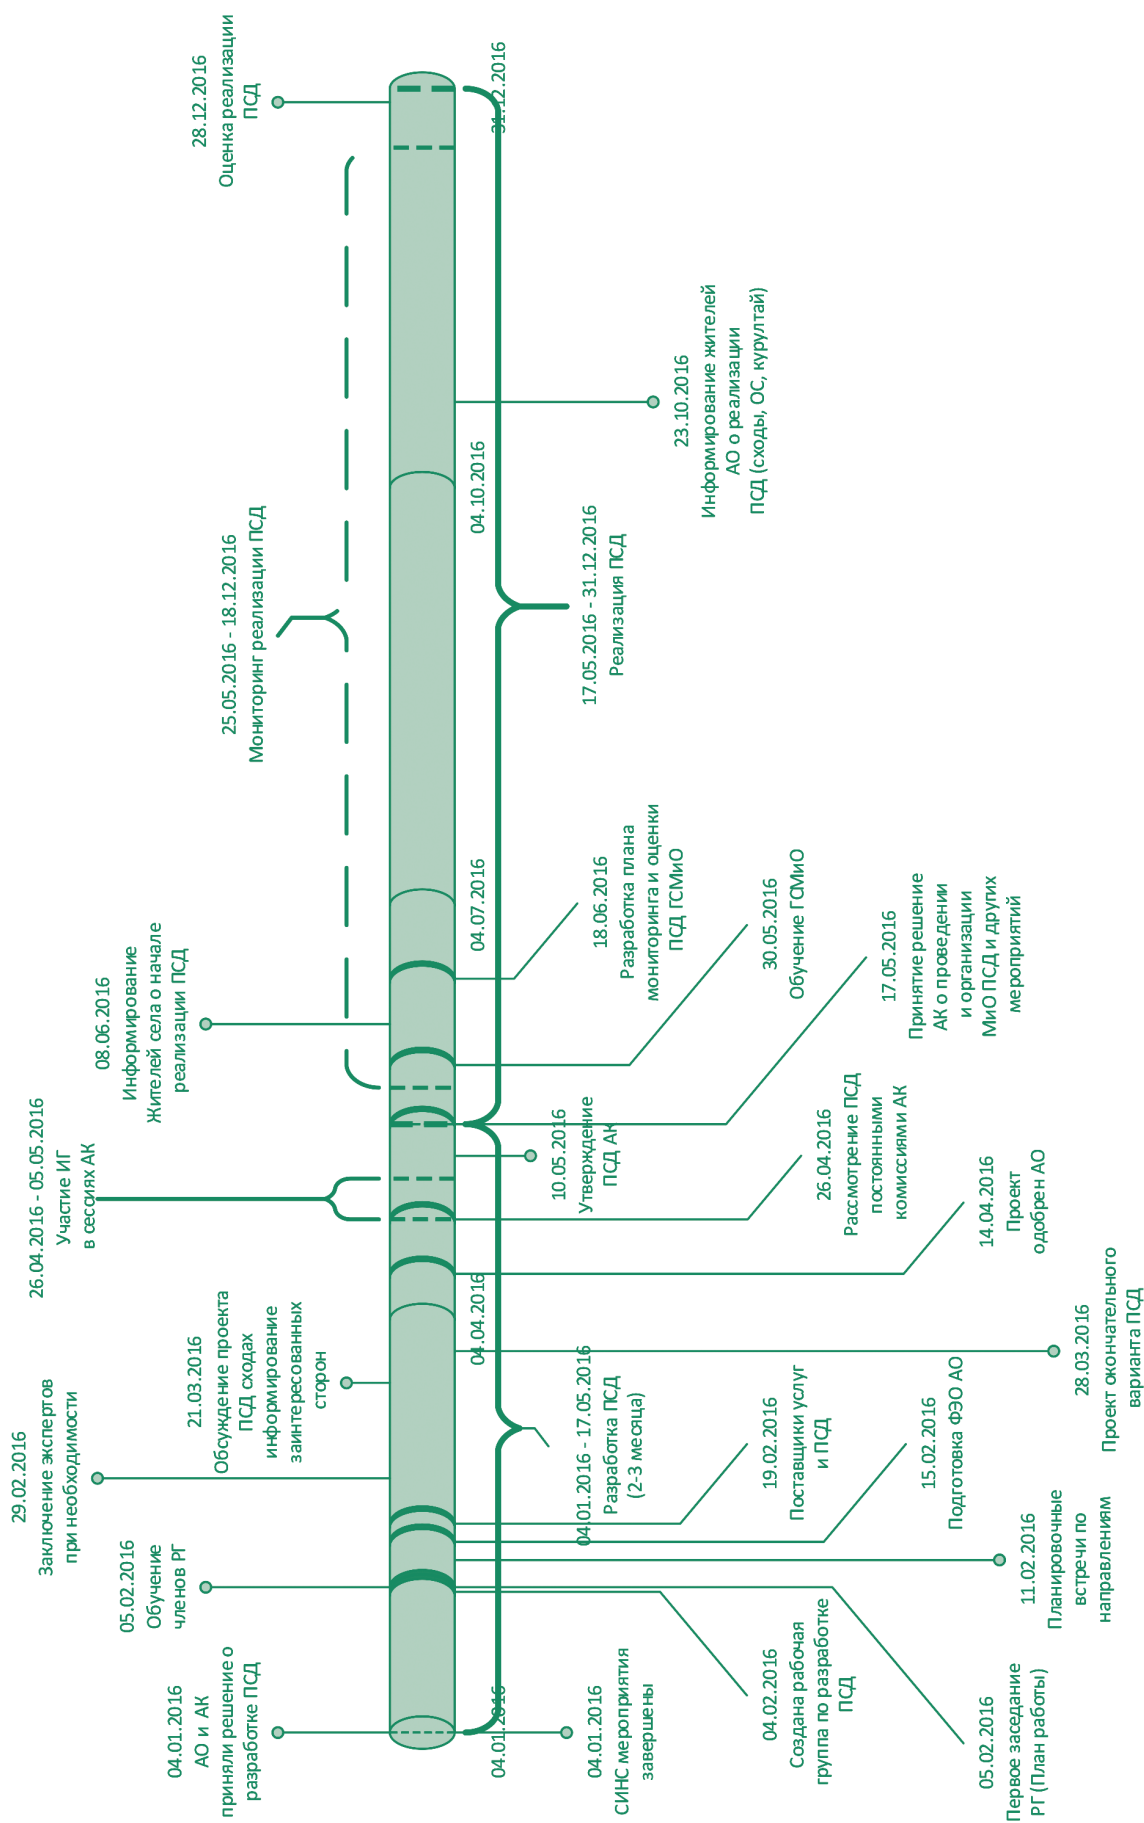 04.01.2016
АО и АК
приняли решение о
разработке ПСД
05.02.2016
Обучение
членов РГ
29.02.2016
Заключение экспертов
при необходимости
21.03.2016
Обсуждение проекта
ПСД сходах
информирование
заинтересованных
сторон
26.04.2016 - 05.05.2016
Участие ИГ
в сессиях АК
08.06.2016
Информирование
Жителей села о начале
реализации ПСД
25.05.2016 - 18.12.2016
Мониторинг реализации ПСД
28.12.2016
Оценка реализации
ПСД
04.01.2016
04.04.2016
04.07.2016
04.10.2016
31.12.2016
04.01.2016
СИНС мероприятия
завершены
04.01.2016 - 17.05.2016
Разработка ПСД
(2-3 месяца)
10.05.2016
Утверждение
ПСД АК
17.05.2016 - 31.12.2016
Реализация ПСД
04.02.2016
Создана рабочая
группа по разработке
ПСД
05.02.2016
Первое заседание
РГ (План работы)
11.02.2016
Планировочные
встречи по
направлениям
15.02.2016
Подготовка ФЭО АО
19.02.2016
Поставщики услуг
и ПСД
28.03.2016
Проект окончательного
варианта ПСД
14.04.2016
Проект
одобрен АО
26.04.2016
Рассмотрение ПСД
постоянными
комиссиями АК
17.05.2016
Принятие решение
АК о проведении
и организации
МиО ПСД и других
мероприятий
30.05.2016
Обучение ГСМиО
18.06.2016
Разработка плана
мониторинга и оценки
ПСД ГСМиО
23.10.2016
Информирование жителей
АО о реализации
ПСД (сходы, ОС, курултай)